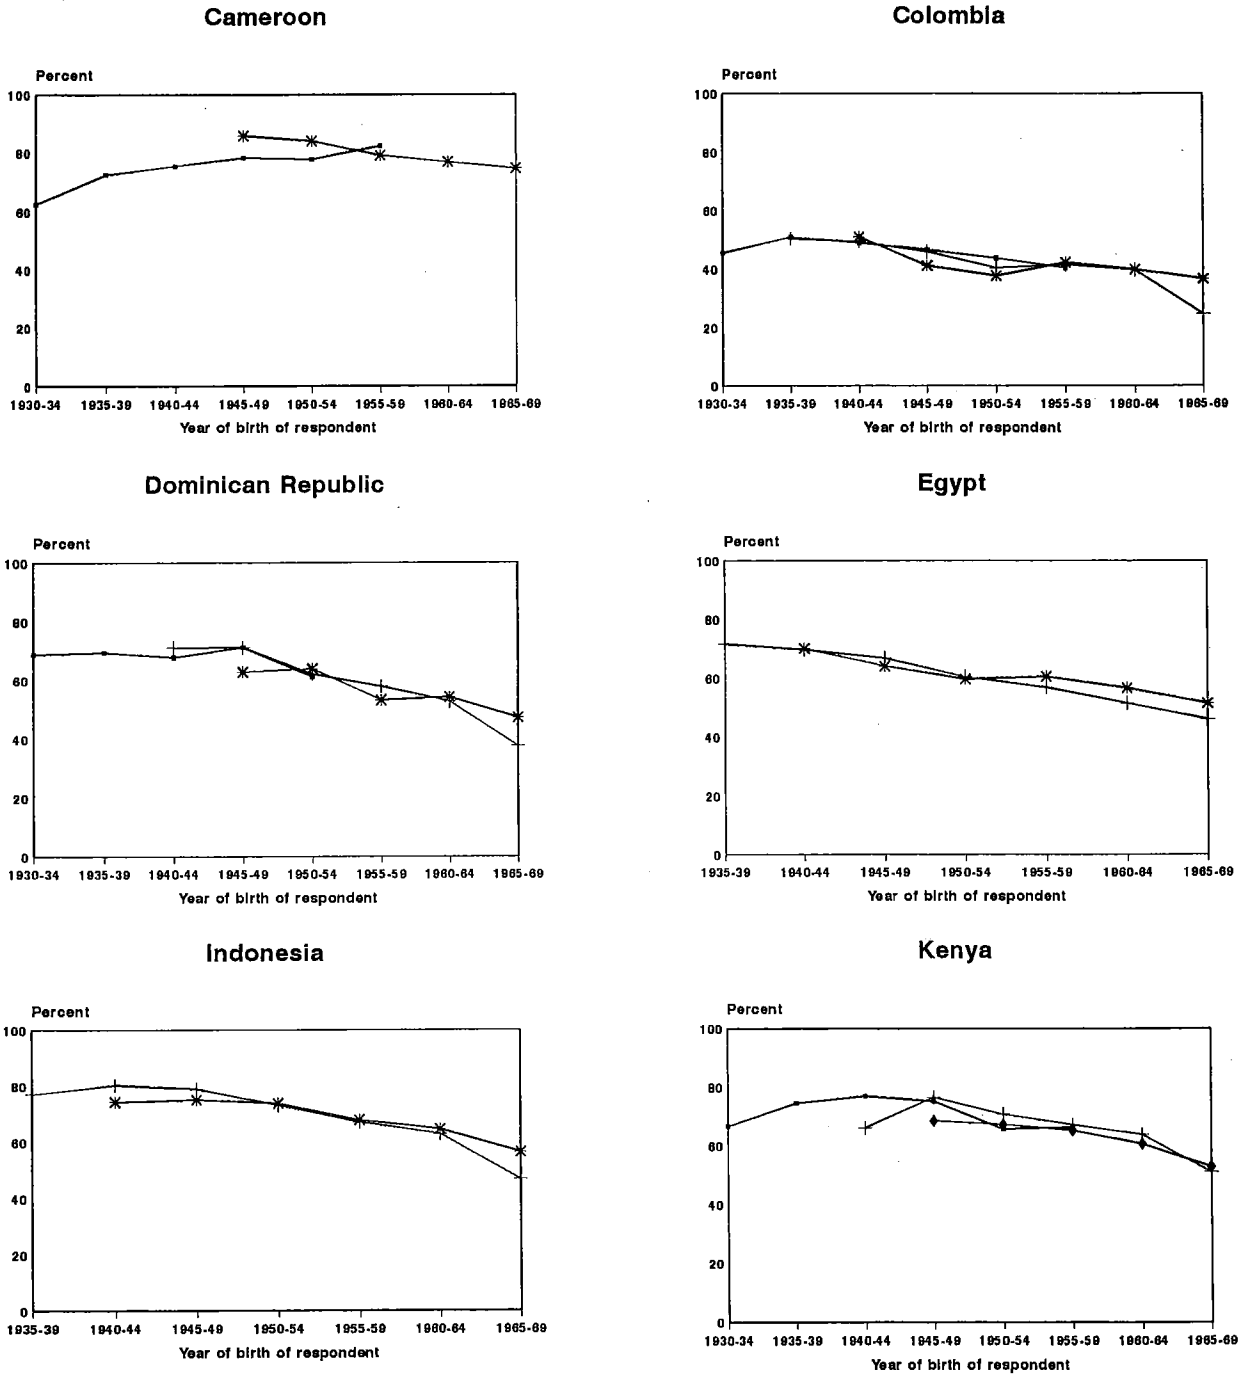 Cameroon
Percent
100
80
60
40
20
0
1930-34 1935-39 1940-44 1945-49 1950-54 1955-59 1960-64 1965-69
Year of birth of respondent
Colombia
Percent
100
80
60
40
20
0
1930-34 1935-39 1940-44 1945-49 1950-54 1955-59 1960-64 1965-69
Year of birth of respondent
Dominican Republic
Percent
100
80
60
40
20
0
1930-34 1935-39 1940-44 1945-49 1950-54 1955-59 1960-64 1965-69
Year of birth of respondent
Egypt
Percent
100
80
60
40
20
0
1935-39 1940-44 1945-49 1950-54 1955-59 1960-64 1965-69
Year of birth of respondent
Indonesia
Percent
100
80
60
40
20
0
1935-39 1940-44 1945-49 1950-54 1955-59 1960-64 1965-69
Year of birth of respondent
Kenya
Percent
100
80
60
40
20
0
1930-34 1935-39 1940-44 1945-49 1950-54 1955-59 1960-64 1965-69
Year of birth of respondent